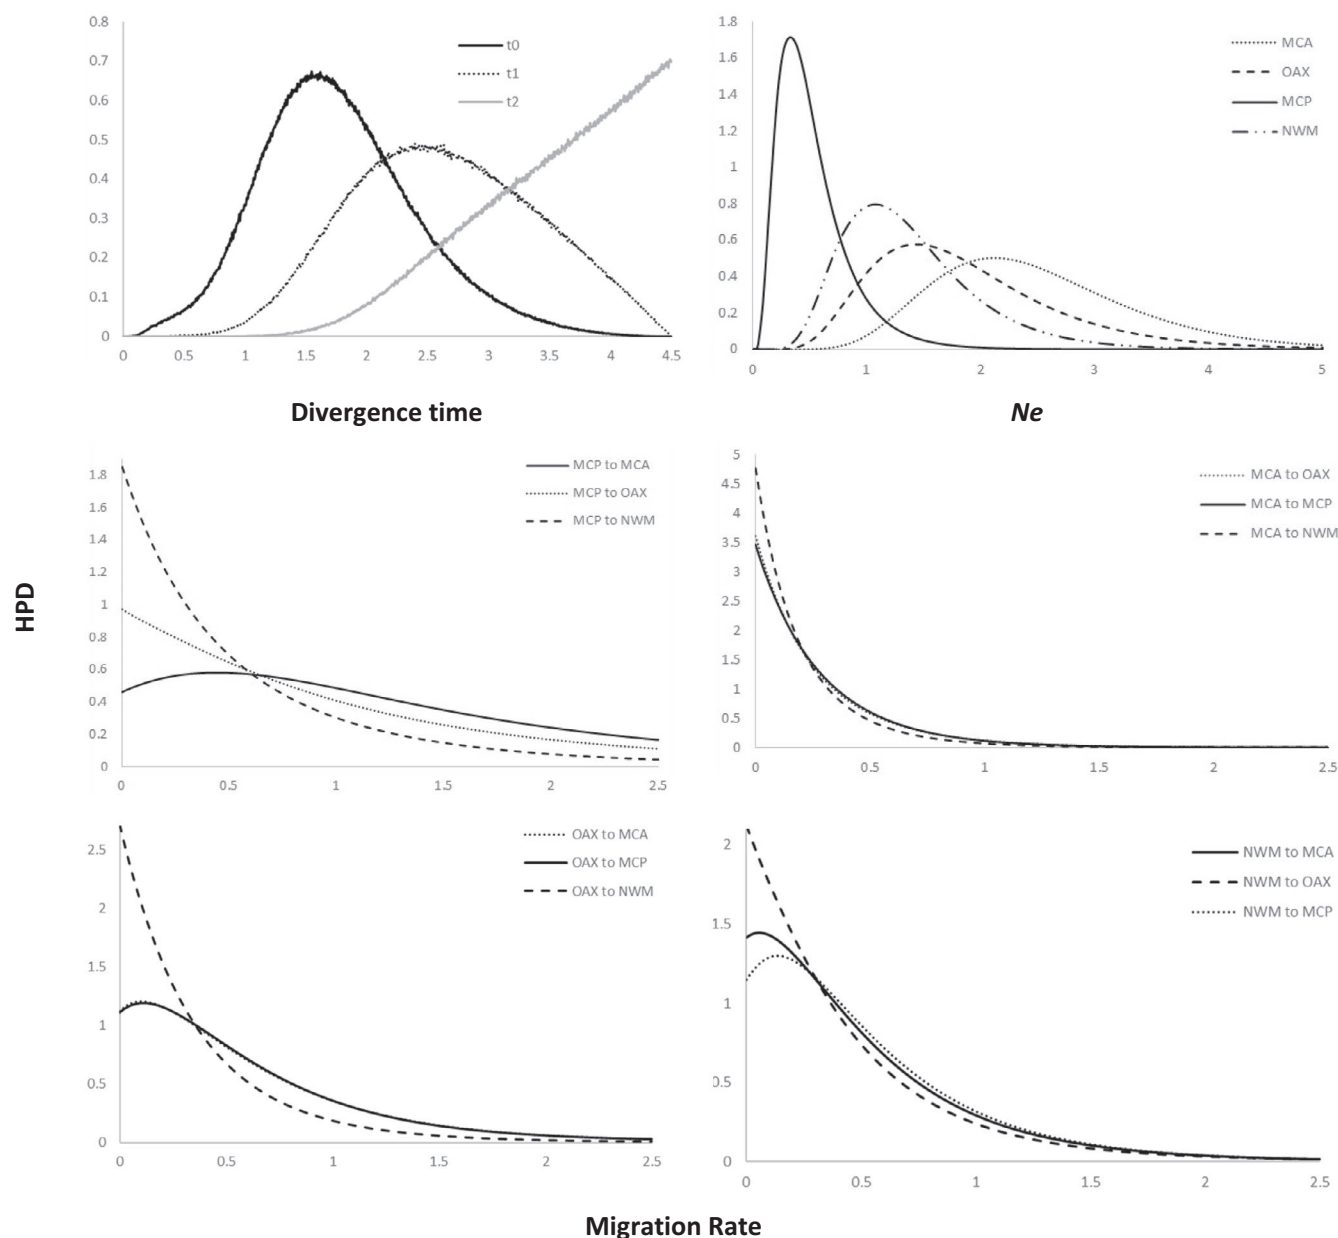 0.8
0.7
0.6
0.5
0.4
0.3
0.2
0.1
0
0 0.5 1 1.5 2 2.5 3 3.5 4 4.5
t0
t1
t2
Divergence time
1.8
1.6
1.4
1.2
1
0.8
0.6
0.4
0.2
0
0 1 2 3 4 5
MCA
OAX
MCP
NWM
Ne
HPD
1.8
1.6
1.4
1.2
1
0.8
0.6
0.4
0.2
0
0 0.5 1 1.5 2 2.5
MCP to MCA
MCP to OAX
MCP to NWM
5
4.5
4
3.5
3
2.5
2
1.5
1
0.5
0
0 0.5 1 1.5 2 2.5
MCA to OAX
MCA to MCP
MCA to NWM
2.5
2
1.5
1
0.5
0
0 0.5 1 1.5 2 2.5
OAX to MCA
OAX to MCP
OAX to NWM
2
1.5
1
0.5
0
0 0.5 1 1.5 2 2.5
NWM to MCA
NWM to OAX
NWM to MCP
Migration Rate